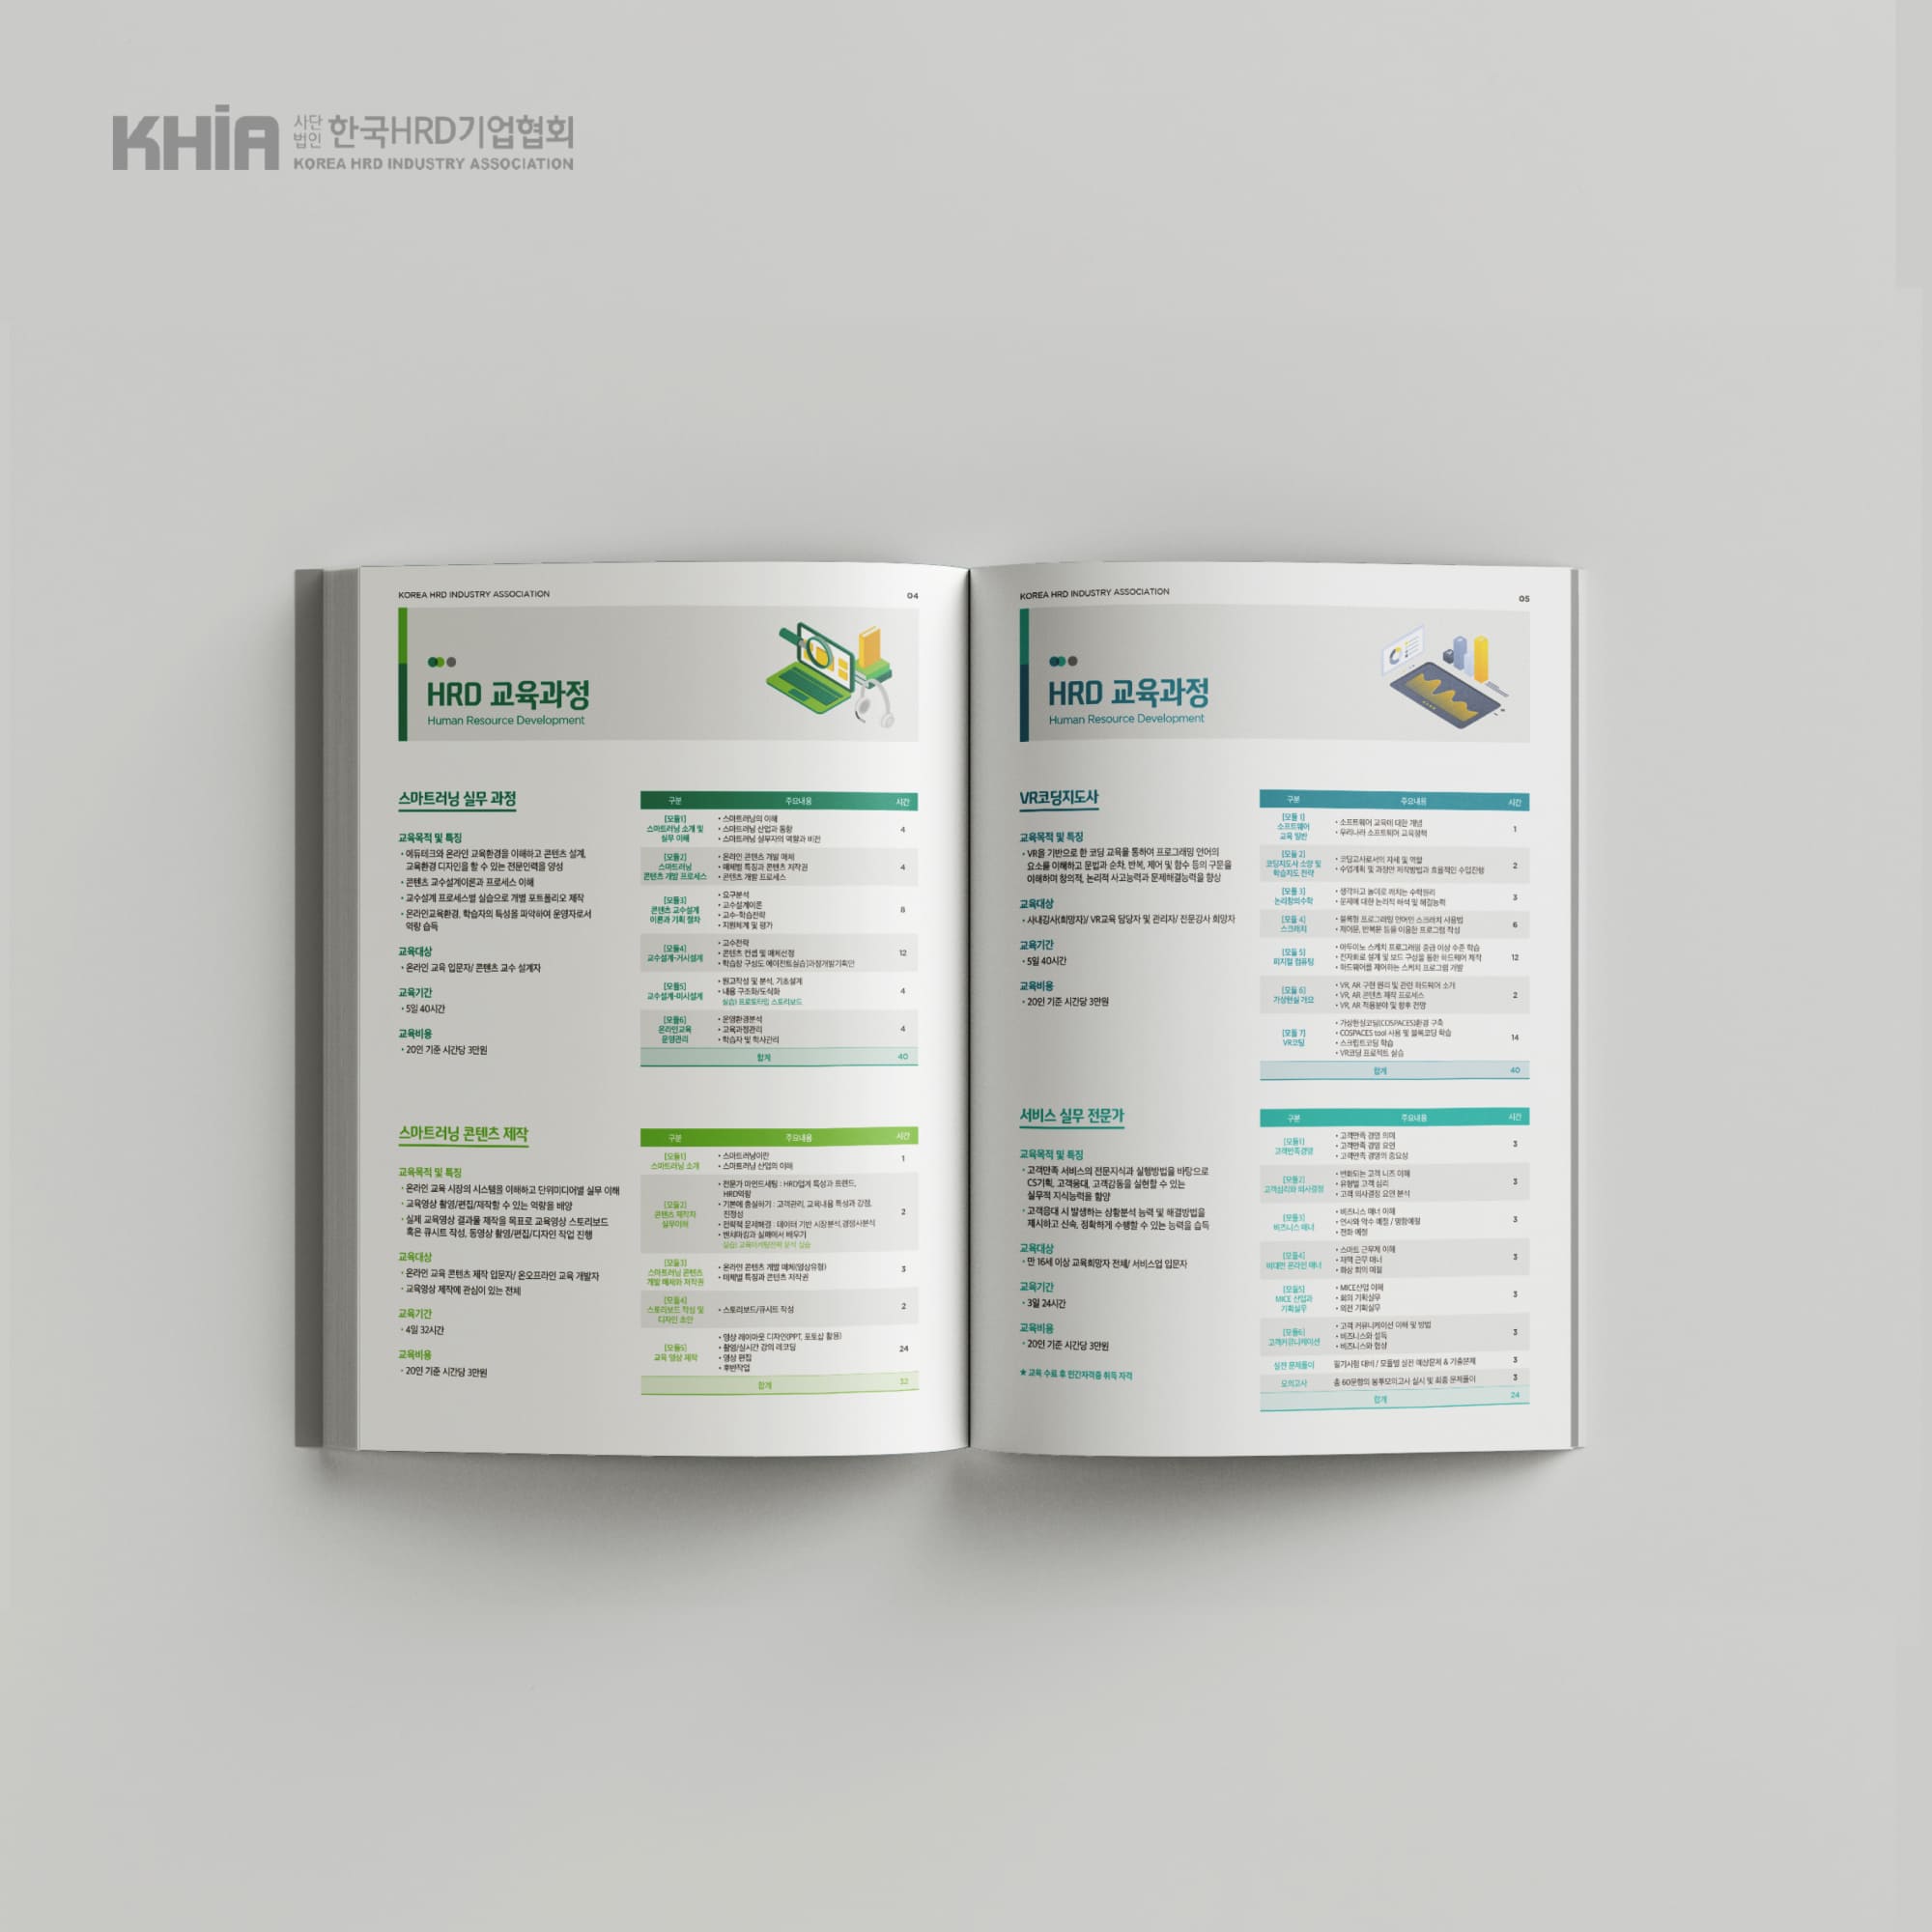 KHiA 사단법인 한국HRD기업협회
KOREA HRD INDUSTRY ASSOCIATION
KOREA HRD INDUSTRY ASSOCIATION
04
HRD 교육과정
Human Resource Development
스마트러닝 실무 과정
교육목적 및 특징
· 에듀테크와 온라인 교육환경을 이해하고 콘텐츠 설계,
교육환경 디자인을 할 수 있는 전문인력을 양성
· 콘텐츠 교수설계이론과 프로세스 이해
· 교수설계 프로세스별 실습으로 개별 포트폴리오 제작
· 온라인교육환경, 학습자의 특성을 파악하여 운영자로서
역량 습득
교육대상
· 온라인 교육 입문자/ 콘텐츠 교수 설계자
교육기간
· 5일 40시간
교육비용
· 20인 기준 시간당 3만원
구분 주요내용 시간
[모듈1]
스마트러닝 소개 및
실무 이해
• 스마트러닝의 이해
• 스마트러닝 산업과 동향
• 스마트러닝 실무자의 역할과 비전
4
[모듈2]
스마트러닝
콘텐츠 개발 프로세스
• 온라인 콘텐츠 개발 매체
• 매체별 특징과 콘텐츠 저작권
• 콘텐츠 개발 프로세스
4
[모듈3]
콘텐츠 교수설계
이론과 기획 절차
• 요구분석
• 교수설계이론
• 교수-학습전략
• 지원체계 및 평가
8
[모듈4]
교수설계-거시설계
• 교수전략
• 콘텐츠 컨셉 및 매체선정
• 학습창 구성도 에이전트실습]과정개발기획안
12
[모듈5]
교수설계-미시설계
• 원고작성 및 분석, 기초설계
• 내용 구조화/도식화
실습) 프로토타입 스토리보드
4
[모듈6]
온라인교육
운영관리
• 운영환경분석
• 교육과정관리
• 학습자 및 학사관리
4
합계 40
스마트러닝 콘텐츠 제작
교육목적 및 특징
· 온라인 교육 시장의 시스템을 이해하고 단위미디어별 실무 이해
· 교육영상 촬영/편집/제작할 수 있는 역량을 배양
· 실제 교육영상 결과물 제작을 목표로 교육영상 스토리보드
혹은 큐시트 작성, 동영상 촬영/편집/디자인 작업 진행
교육대상
· 온라인 교육 콘텐츠 제작 입문자/ 온오프라인 교육 개발자
· 교육영상 제작에 관심이 있는 전체
교육기간
· 4일 32시간
교육비용
· 20인 기준 시간당 3만원
구분 주요내용 시간
[모듈1]
스마트러닝 소개
• 스마트러닝이란
• 스마트러닝 산업의 이해
1
[모듈2]
콘텐츠 제작자
실무이해
• 전문가 마인드세팅 : HRD업계 특성과 트렌드,
HRD역량
• 기본에 충실하기 : 고객관리, 교육내용 특성과 강점,
진정성
• 전략적 문제해결 : 데이터 기반 시장분석,경쟁사분석
• 벤치마킹과 실패에서 배우기
2
[모듈3]
스마트러닝 콘텐츠
개발 매체와 저작권
• 온라인 콘텐츠 개발 매체(영상유형)
• 매체별 특징과 콘텐츠 저작권
3
[모듈4]
스토리보드 작성 및
디자인 초안
• 스토리보드/큐시트 작성
2
[모듈5]
교육 영상 제작
• 영상 레이아웃 디자인(PPT, 포토샵 활용)
• 촬영/실시간 강의 레코딩
• 영상 편집
• 후반작업
24
합계 32
KOREA HRD INDUSTRY ASSOCIATION
05
HRD 교육과정
Human Resource Development
VR코딩지도사
교육목적 및 특징
· VR을 기반으로 한 코딩 교육을 통하여 프로그래밍 언어의
요소를 이해하고 문법과 순차, 반복, 제어 및 함수 등의 구문을
이해하며 창의적, 논리적 사고능력과 문제해결능력을 향상
교육대상
· 사내강사(희망자)/ VR교육 담당자 및 관리자/ 전문강사 희망자
교육기간
· 5일 40시간
교육비용
· 20인 기준 시간당 3만원
구분 주요내용 시간
[모듈 1]
소프트웨어
교육 일반
• 소프트웨어 교육에 대한 개념
• 우리나라 소프트웨어 교육정책
1
[모듈 2]
코딩지도사 소양 및
학습지도 전략
• 코딩교사로서의 자세 및 역할
• 수업계획 및 과정안 제작방법과 효율적인 수업진행
2
[모듈 3]
논리창의수학
• 생각하고 놀이로 깨치는 수학원리
• 문제에 대한 논리적 해석 및 해결능력
3
[모듈 4]
스크래치
• 블록형 프로그래밍 언어인 스크래치 사용법
• 제어문, 반복문 등을 이용한 프로그램 작성
6
[모듈 5]
피지컬 컴퓨팅
• 아두이노 스케치 프로그래밍 중급 이상 수준 학습
• 전자회로 설계 및 보드 구성을 통한 하드웨어 제작
• 하드웨어를 제어하는 스케치 프로그램 개발
12
[모듈 6]
가상현실 개요
• VR, AR 구현 원리 및 관련 하드웨어 소개
• VR, AR 콘텐츠 제작 프로세스
• VR, AR 적용분야 및 향후 전망
2
[모듈 7]
VR코딩
• 가상현실코딩(COSPACES)환경 구축
• COSPACES tool 사용 및 블록코딩 학습
• 스크립트코딩 학습
• VR코딩 프로젝트 실습
14
합계 40
서비스 실무 전문가
교육목적 및 특징
· 고객만족 서비스의 전문지식과 실행방법을 바탕으로
CS기획, 고객응대, 고객감동을 실현할 수 있는
실무적 지식능력을 함양
· 고객응대 시 발생하는 상황분석 능력 및 해결방법을
제시하고 신속, 정확하게 수행할 수 있는 능력을 습득
교육대상
· 만 16세 이상 교육희망자 전체/ 서비스업 입문자
교육기간
· 3일 24시간
교육비용
· 20인 기준 시간당 3만원
★ 교육 수료 후 민간자격증 취득 자격
구분 주요내용 시간
[모듈1]
고객만족경영
• 고객만족 경영 의미
• 고객만족 경영 요인
• 고객만족 경영의 중요성
3
[모듈2]
고객심리와 의사결정
• 변화되는 고객 니즈 이해
• 유형별 고객 심리
• 고객 의사결정 요인 분석
3
[모듈3]
비즈니스 매너
• 비즈니스 매너 이해
• 인사와 악수 예절 / 명함예절
• 전화 예절
3
[모듈4]
비대면 온라인 매너
• 스마트 근무제 이해
• 재택 근무 매너
• 화상 회의 예절
3
[모듈5]
MICE 산업과
기획실무
• MICE산업 이해
• 회의 기획실무
• 의전 기획실무
3
[모듈6]
고객커뮤니케이션
• 고객 커뮤니케이션 이해 및 방법
• 비즈니스와 설득
• 비즈니스와 협상
3
실전 문제풀이 필기시험 대비 / 모듈별 실전 예상문제 & 기출문제 3
모의고사 총 60문항의 봉투모의고사 실시 및 최종 문제풀이 3
합계 24